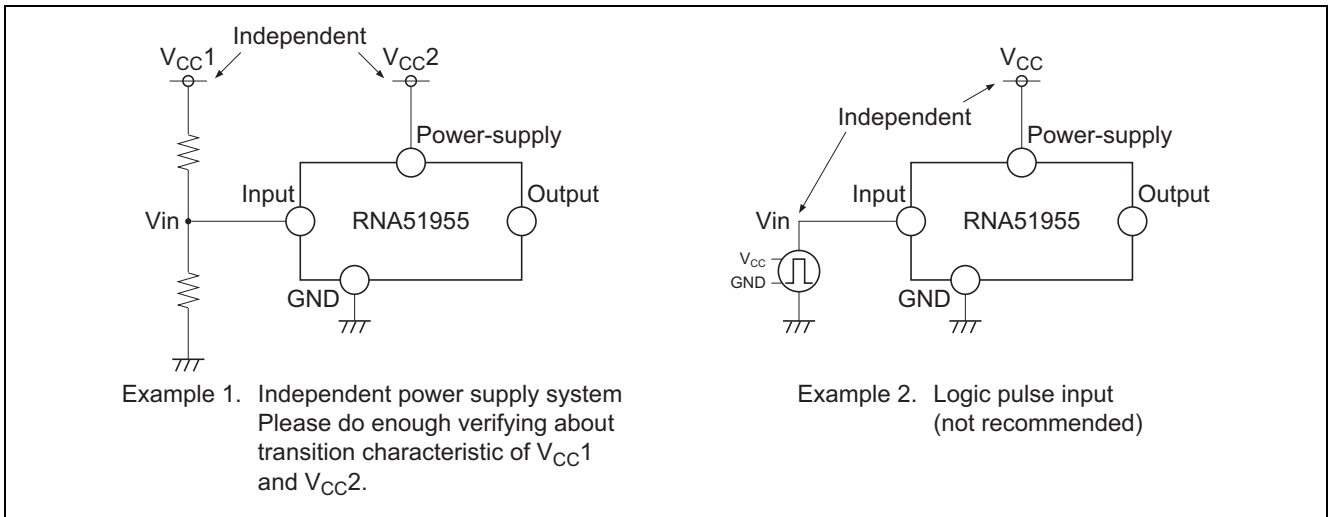 Independent
VCC1
VCC2
Power-supply
Input
Output
Vin
RNA51955
GND
Example 1. Independent power supply system
Please do enough verifying about
transition characteristic of VCC1
and VCC2.
VCC
Independent
Power-supply
Input
Output
Vin
RNA51955
VCC
GND
GND
Example 2. Logic pulse input
(not recommended)